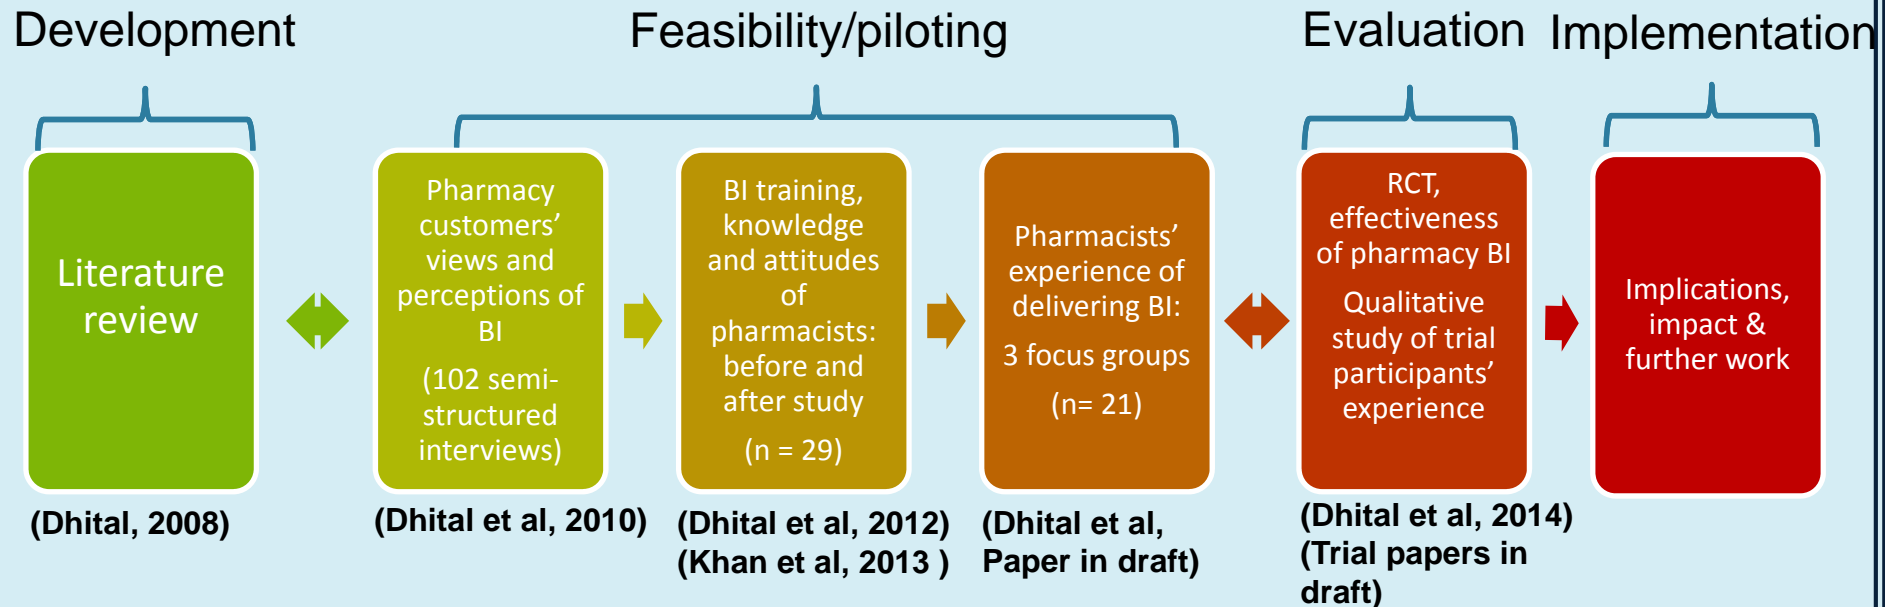 Development
Feasibility/piloting
Evaluation
Implementation
Literature
review
Pharmacy
customers’
views and
perceptions of
BI
(102 semi-
structured
interviews)
BI training,
knowledge
and attitudes
of
pharmacists:
before and
after study
(n = 29)
Pharmacists’
experience of
delivering BI:
3 focus groups
(n= 21)
RCT,
effectiveness
of pharmacy BI
Qualitative
study of trial
participants’
experience
Implications,
impact &
further work
(Dhital, 2008)
(Dhital et al, 2010)
(Dhital et al, 2012)
(Khan et al, 2013 )
(Dhital et al,
Paper in draft)
(Dhital et al, 2014)
(Trial papers in
draft)